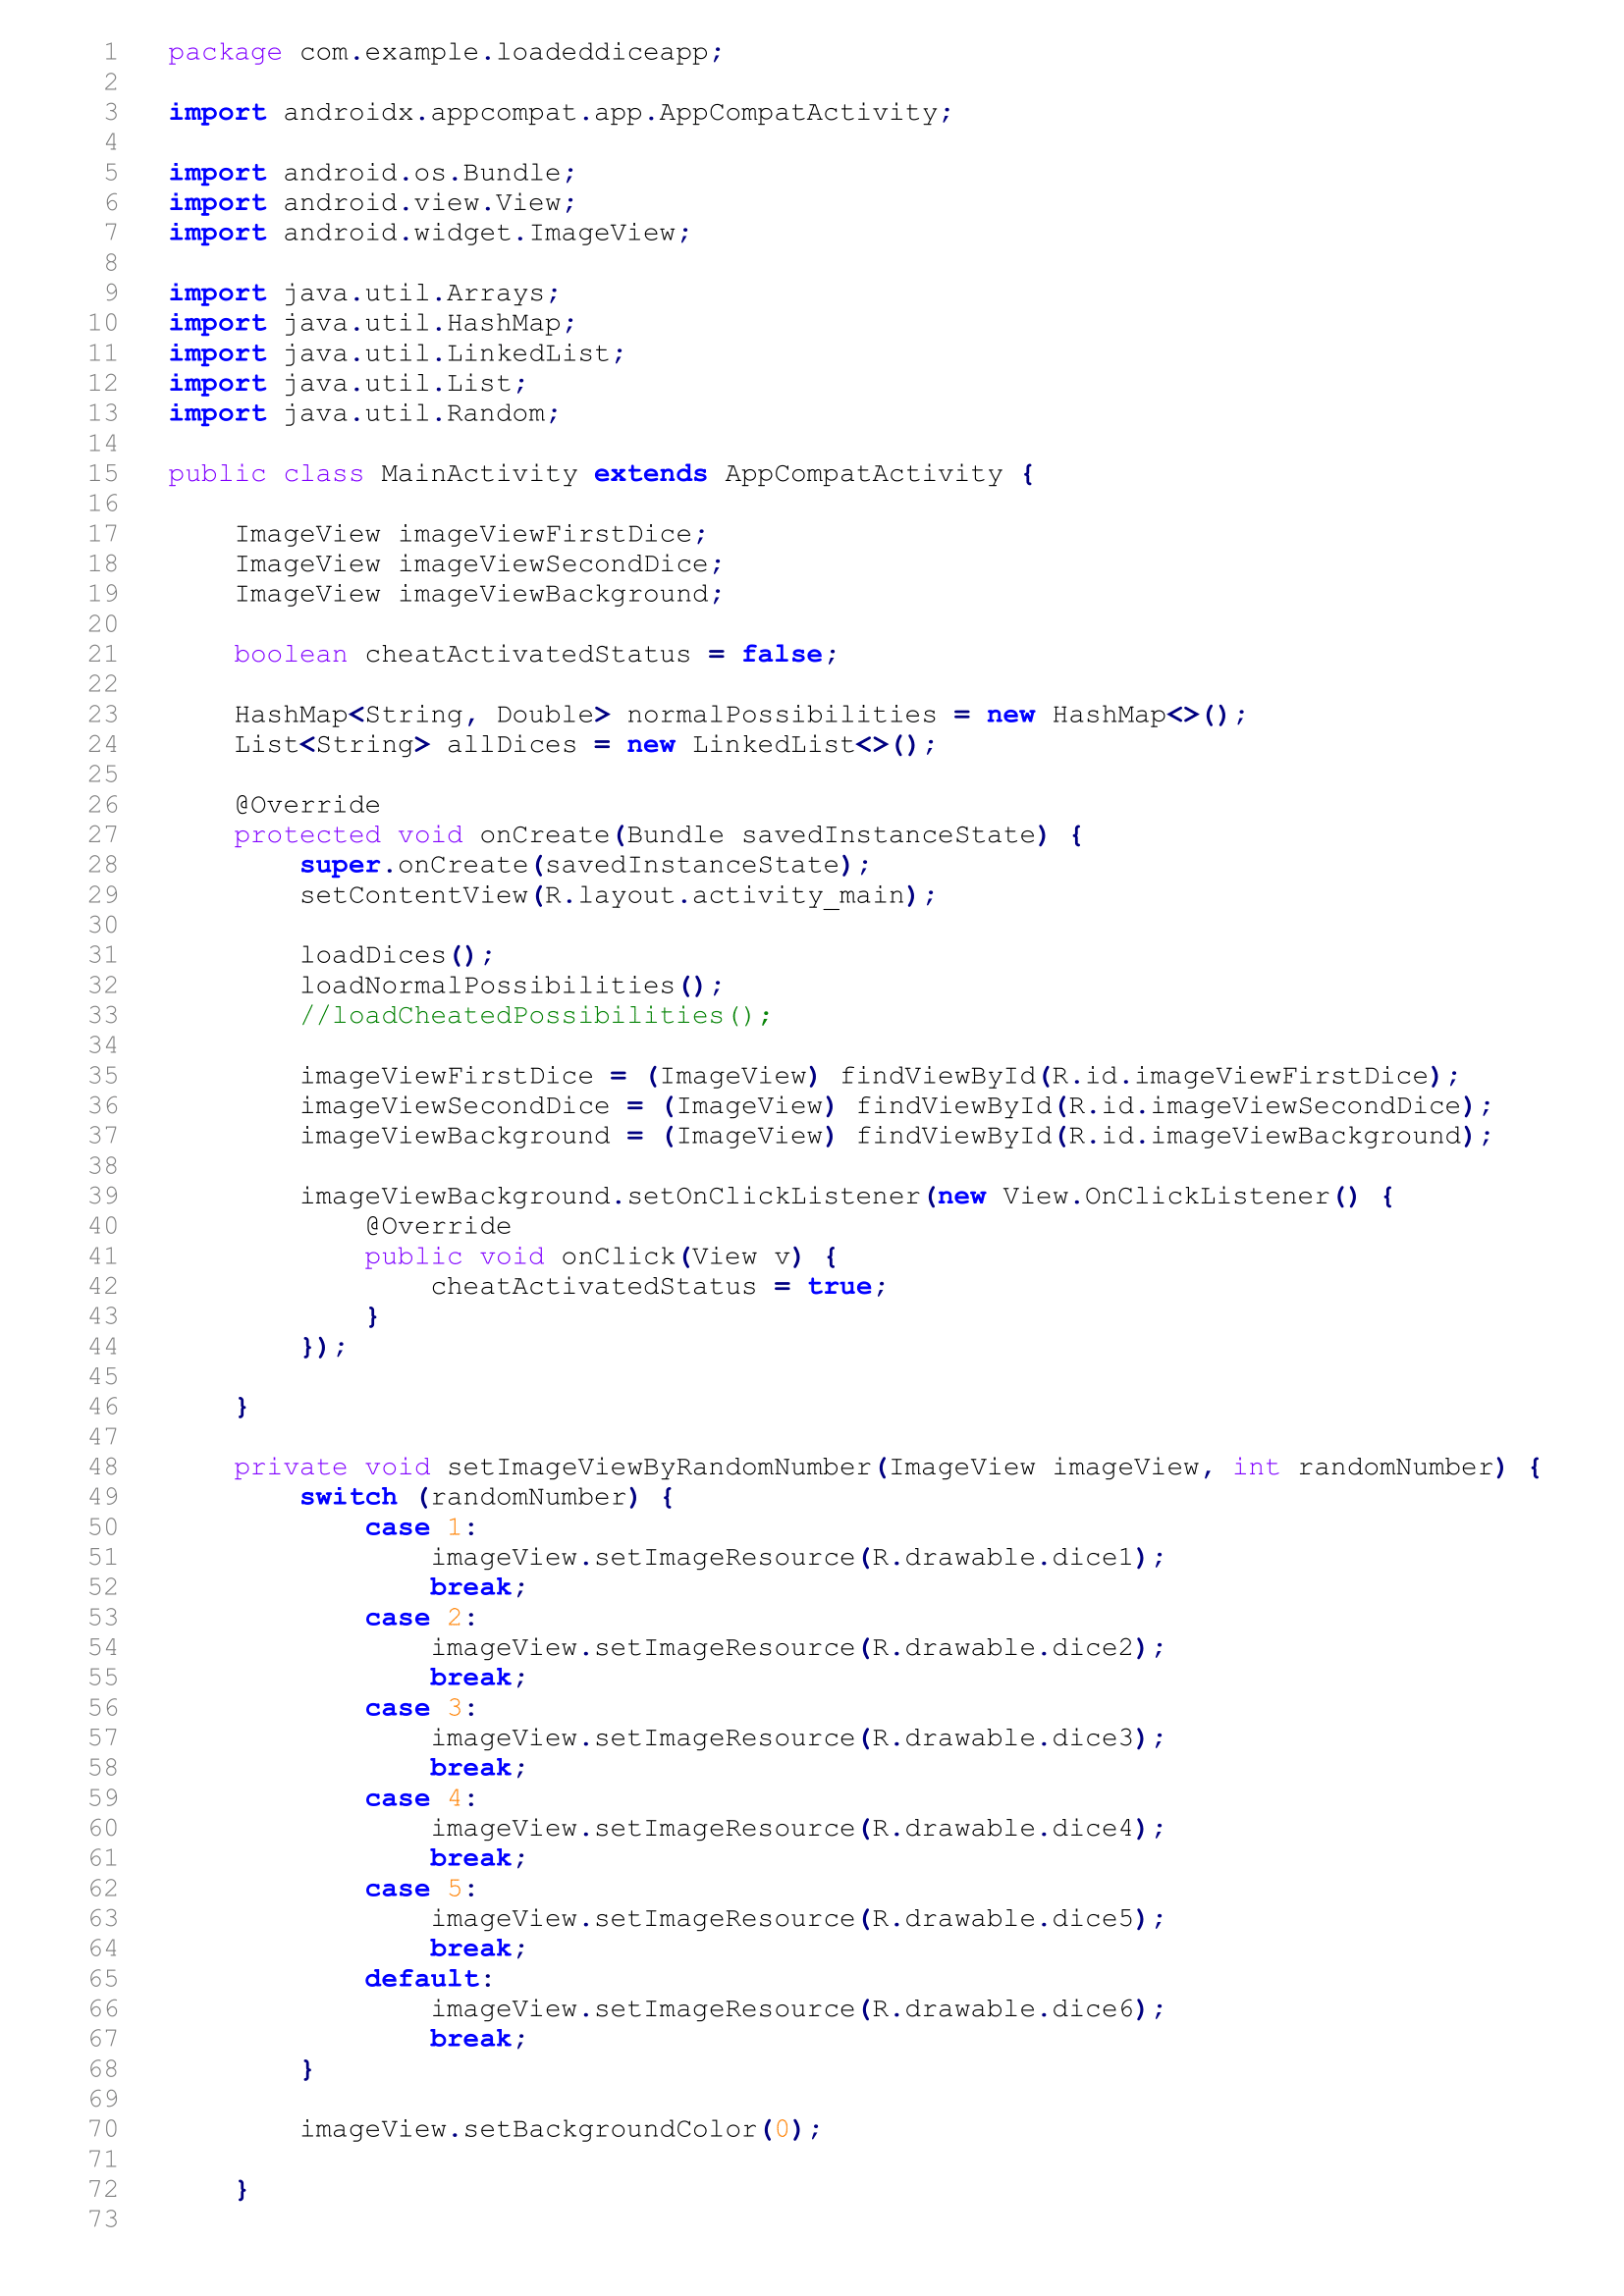 1 package com.example.loadeddiceapp;
2
3 import androidx.appcompat.app.AppCompatActivity;
4
5 import android.os.Bundle;
6 import android.view.View;
7 import android.widget.ImageView;
8
9 import java.util.Arrays;
10 import java.util.HashMap;
11 import java.util.LinkedList;
12 import java.util.List;
13 import java.util.Random;
14
15 public class MainActivity extends AppCompatActivity {
16
17     ImageView imageViewFirstDice;
18     ImageView imageViewSecondDice;
19     ImageView imageViewBackground;
20
21     boolean cheatActivatedStatus = false;
22
23     HashMap<String, Double> normalPossibilities = new HashMap<>();
24     List<String> allDices = new LinkedList<>();
25
26     @Override
27     protected void onCreate(Bundle savedInstanceState) {
28         super.onCreate(savedInstanceState);
29         setContentView(R.layout.activity_main);
30
31         loadDices();
32         loadNormalPossibilities();
33         //loadCheatedPossibilities();
34
35         imageViewFirstDice = (ImageView) findViewById(R.id.imageViewFirstDice);
36         imageViewSecondDice = (ImageView) findViewById(R.id.imageViewSecondDice);
37         imageViewBackground = (ImageView) findViewById(R.id.imageViewBackground);
38
39         imageViewBackground.setOnClickListener(new View.OnClickListener() {
40             @Override
41             public void onClick(View v) {
42                 cheatActivatedStatus = true;
43             }
44         });
45
46     }
47
48     private void setImageViewByRandomNumber(ImageView imageView, int randomNumber) {
49         switch (randomNumber) {
50             case 1:
51                 imageView.setImageResource(R.drawable.dice1);
52                 break;
53             case 2:
54                 imageView.setImageResource(R.drawable.dice2);
55                 break;
56             case 3:
57                 imageView.setImageResource(R.drawable.dice3);
58                 break;
59             case 4:
60                 imageView.setImageResource(R.drawable.dice4);
61                 break;
62             case 5:
63                 imageView.setImageResource(R.drawable.dice5);
64                 break;
65             default:
66                 imageView.setImageResource(R.drawable.dice6);
67                 break;
68         }
69
70         imageView.setBackgroundColor(0);
71
72     }
73